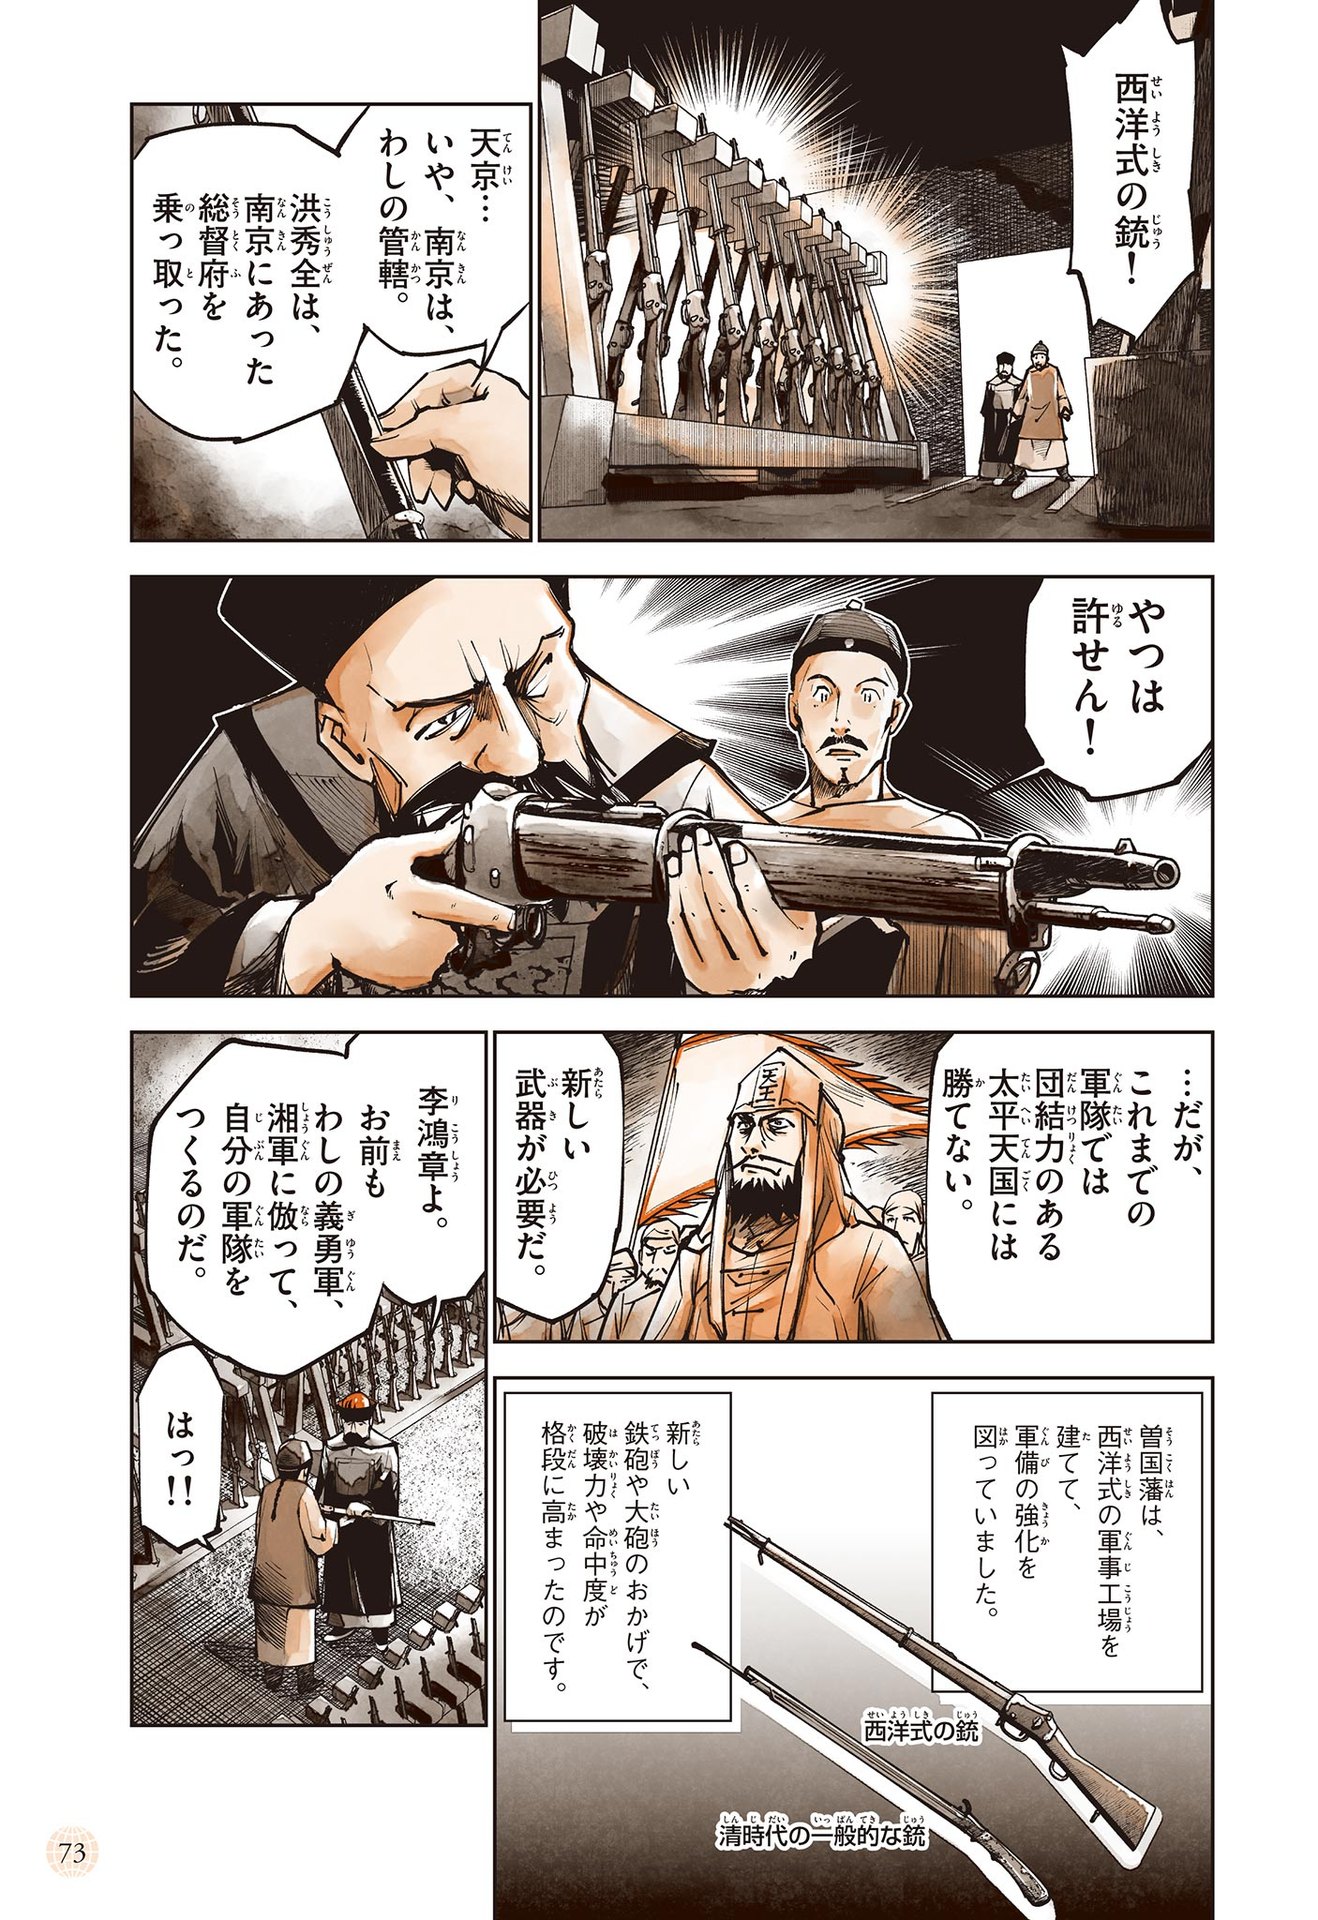 西洋式の銃！
天京…
いや、南京は、
わしの管轄。
洪秀全は、
南京にあった
総督府を
乗っ取った。
やつは
許せん！
…だが、
これまでの
軍隊では
団結力のある
太平天国には
勝てない。
天王
新しい
武器が必要だ。
李鴻章よ。
お前も
わしの義勇軍、
湘軍に倣って、
自分の軍隊を
つくるのだ。
はっ!!
曽国藩は、
西洋式の軍事工場を
建てて、
軍備の強化を
図っていました。
新しい
鉄砲や大砲のおかげで、
破壊力や命中度が
格段に高まったのです。
西洋式の銃
清時代の一般的な銃
73